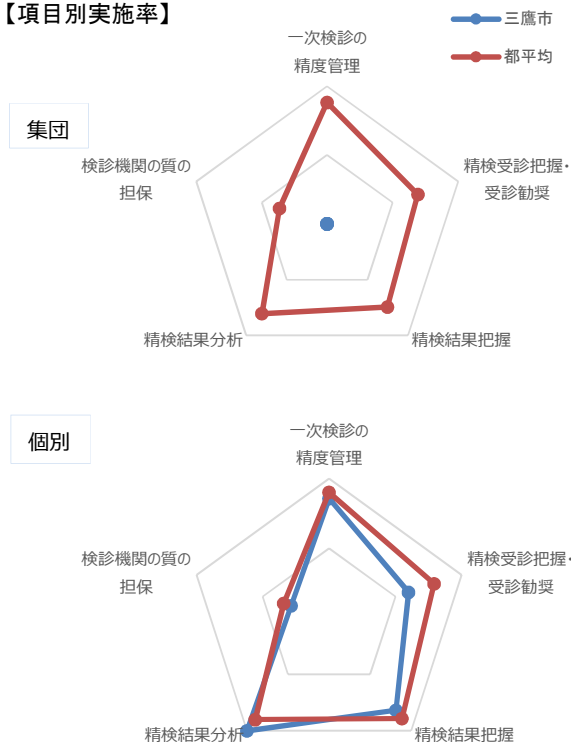 【項目別実施率】
三鷹市
都平均
集団
一次検診の
精度管理
精検受診把握・
受診勧奨
精検結果把握
精検結果分析
検診機関の質の
担保
個別
一次検診の
精度管理
精検受診把握・
受診勧奨
精検結果把握
精検結果分析
検診機関の質の
担保